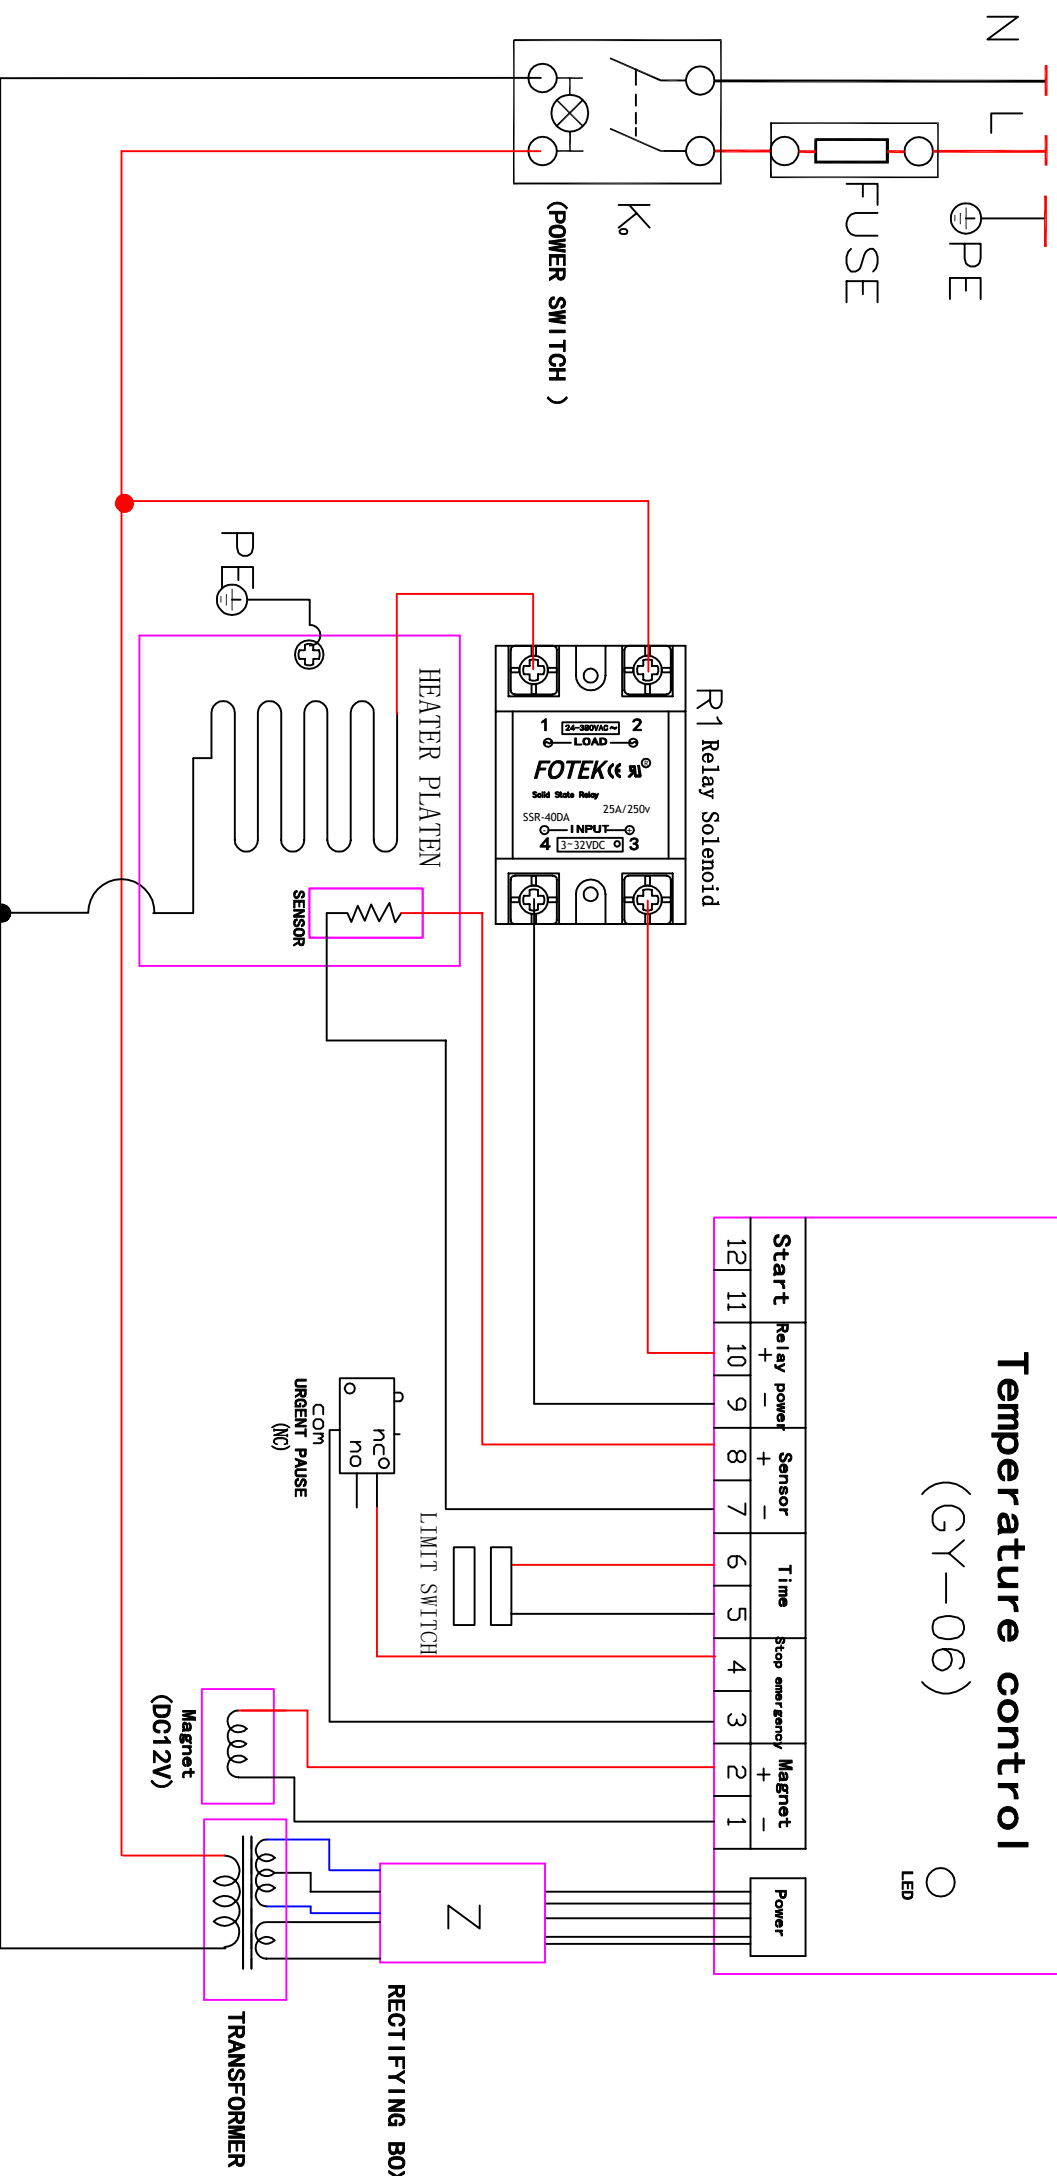 N
L
PE
FUSE
K0
(POWER SWITCH )
PE
HEATER PLATEN
SENSOR
R1 Relay Solenoid
1 24-380VAC~ 2
LOAD
FOTEK CE ®
Solid State Relay
25A/250v
SSR-40DA
- INPUT +
4 3-32VDC 3
Temperature control
(GY-06)
LED
Start
Relay power
+ -
Sensor
+ -
Time
Stop emergency
Magnet
+ -
Power
12 11 10 9 8 7 6 5 4 3 2 1
nc
no
com
URGENT PAUSE
(NC)
LIMIT SWITCH
Magnet
(DC12V)
Z
RECTIFYING BOX
TRANSFORMER